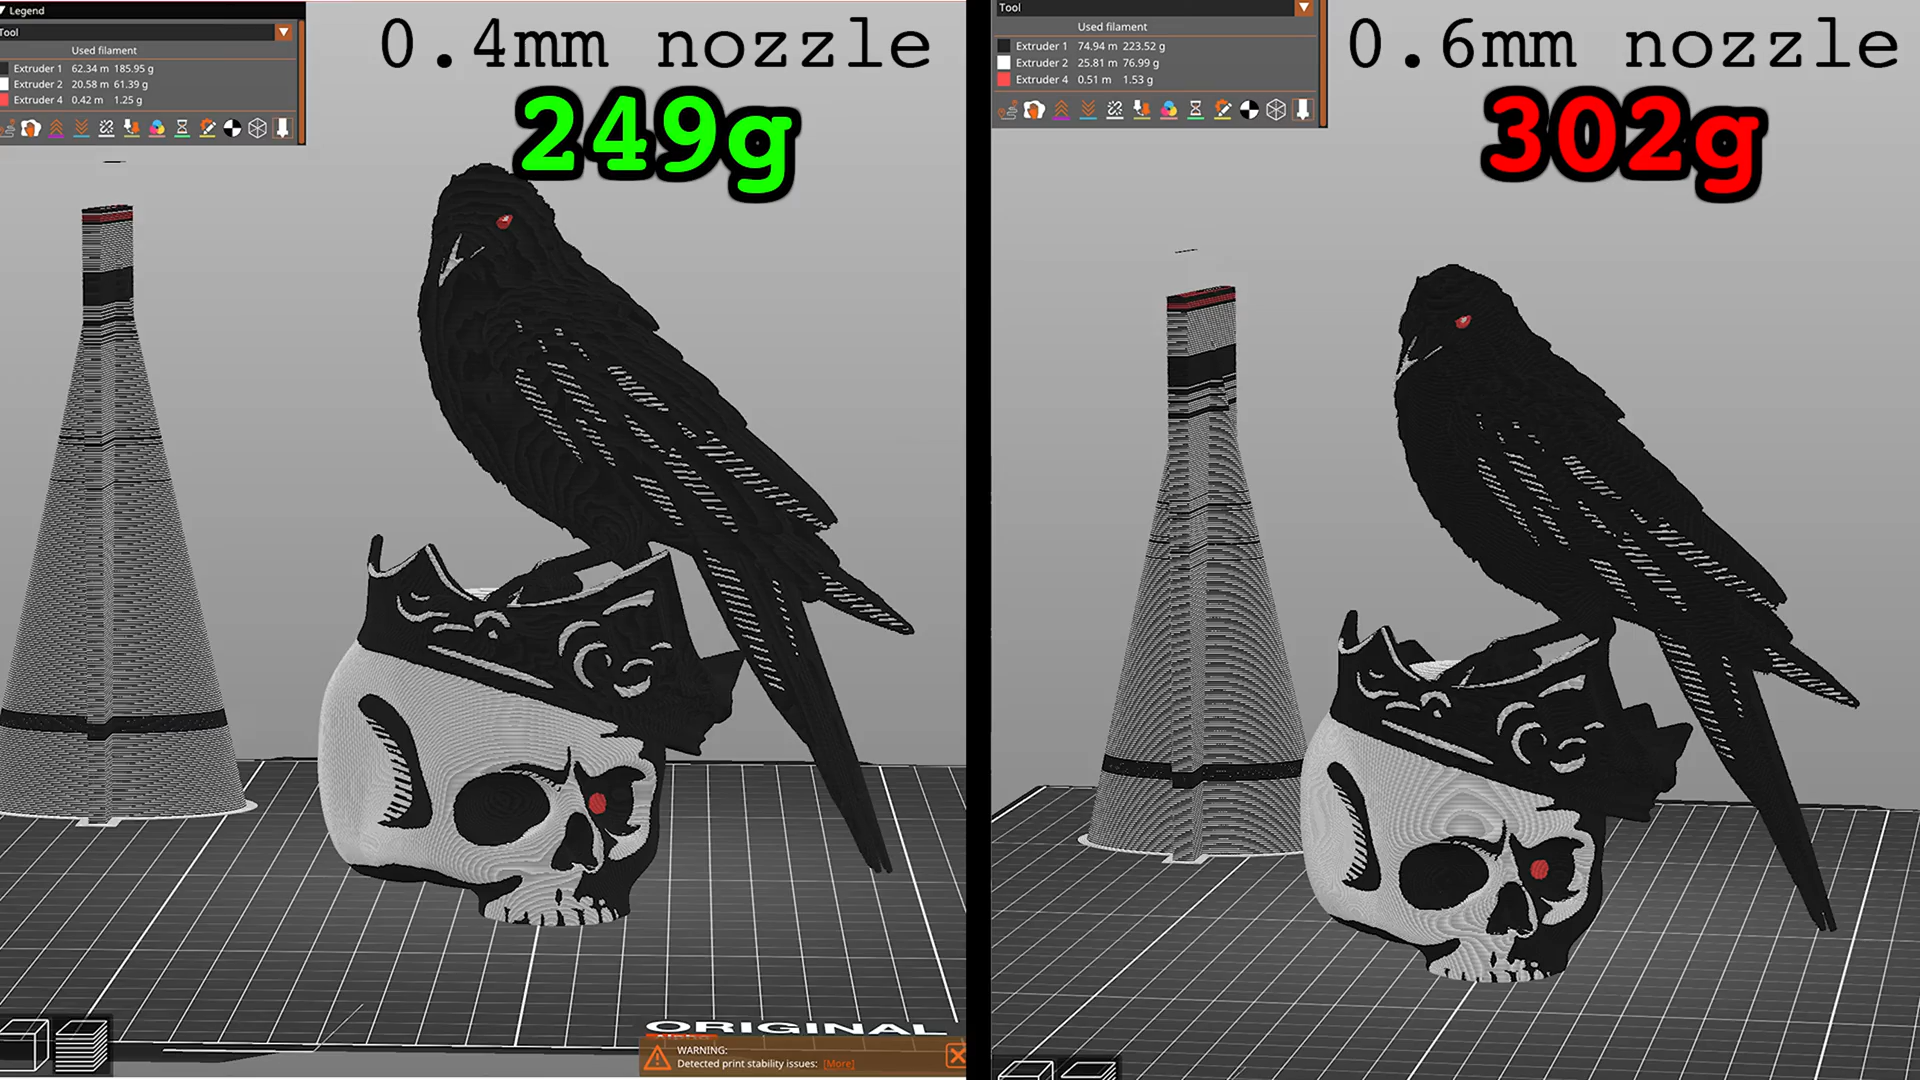 Legend
Tool
Used filament
Extruder 1 62.34 m 185.95 g
Extruder 2 20.58 m 61.39 g
Extruder 4 0.42 m 1.25 g
0.4mm nozzle
249g
ORIGINAL
WARNING:
Detected print stability issues: [More]
Tool
Used filament
Extruder 1 74.94 m 223.52 g
Extruder 2 25.81 m 76.99 g
Extruder 4 0.51 m 1.53 g
0.6mm nozzle
302g